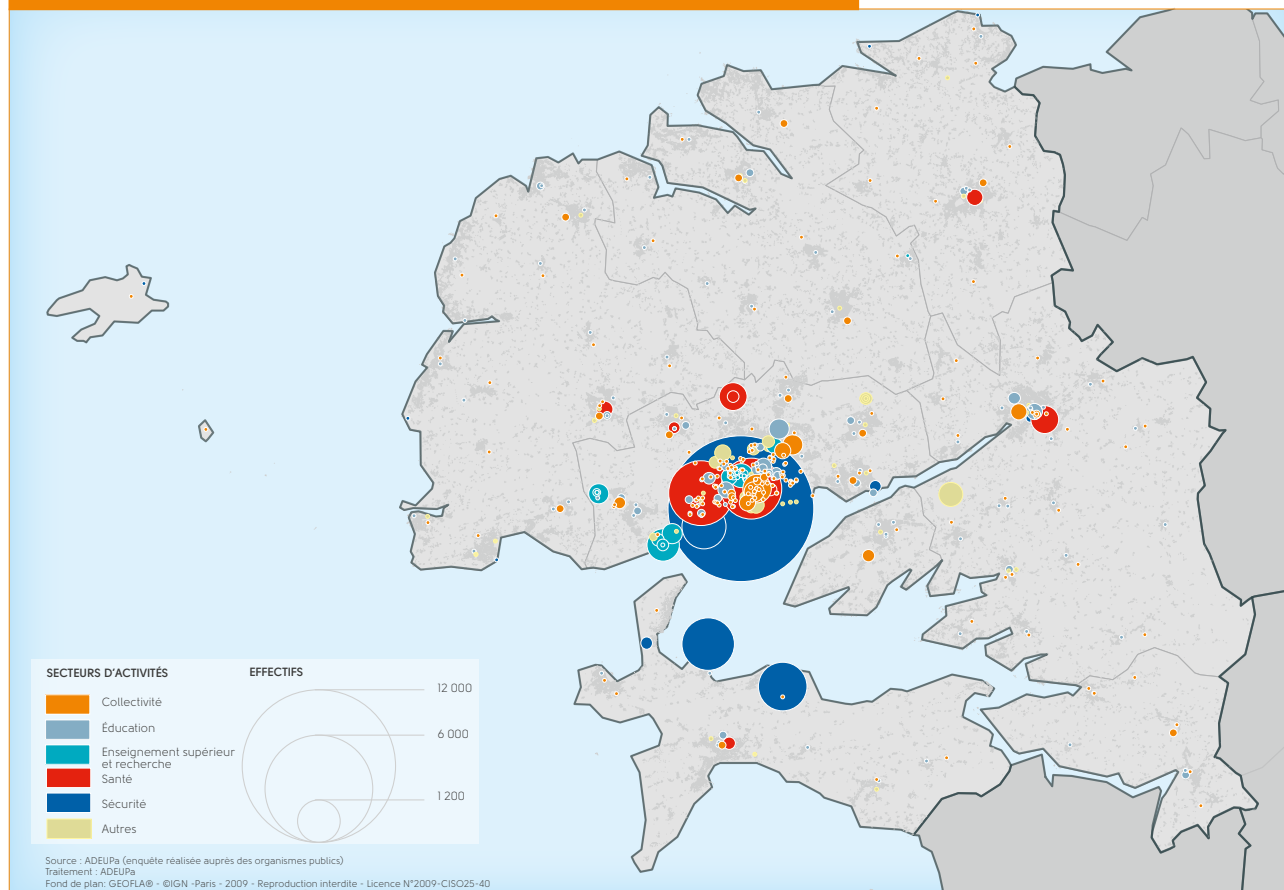 SECTEURS D'ACTIVITÉS
Collectivité
Éducation
Enseignement supérieur
et recherche
Santé
Sécurité
Autres
EFFECTIFS
12 000
6 000
1 200
Source : ADEUPa (enquête réalisée auprès des organismes publics)
Traitement : ADEUPa
Fond de plan: GEOFLA® - ©IGN -Paris - 2009 - Reproduction interdite - Licence N°2009-CISO25-40